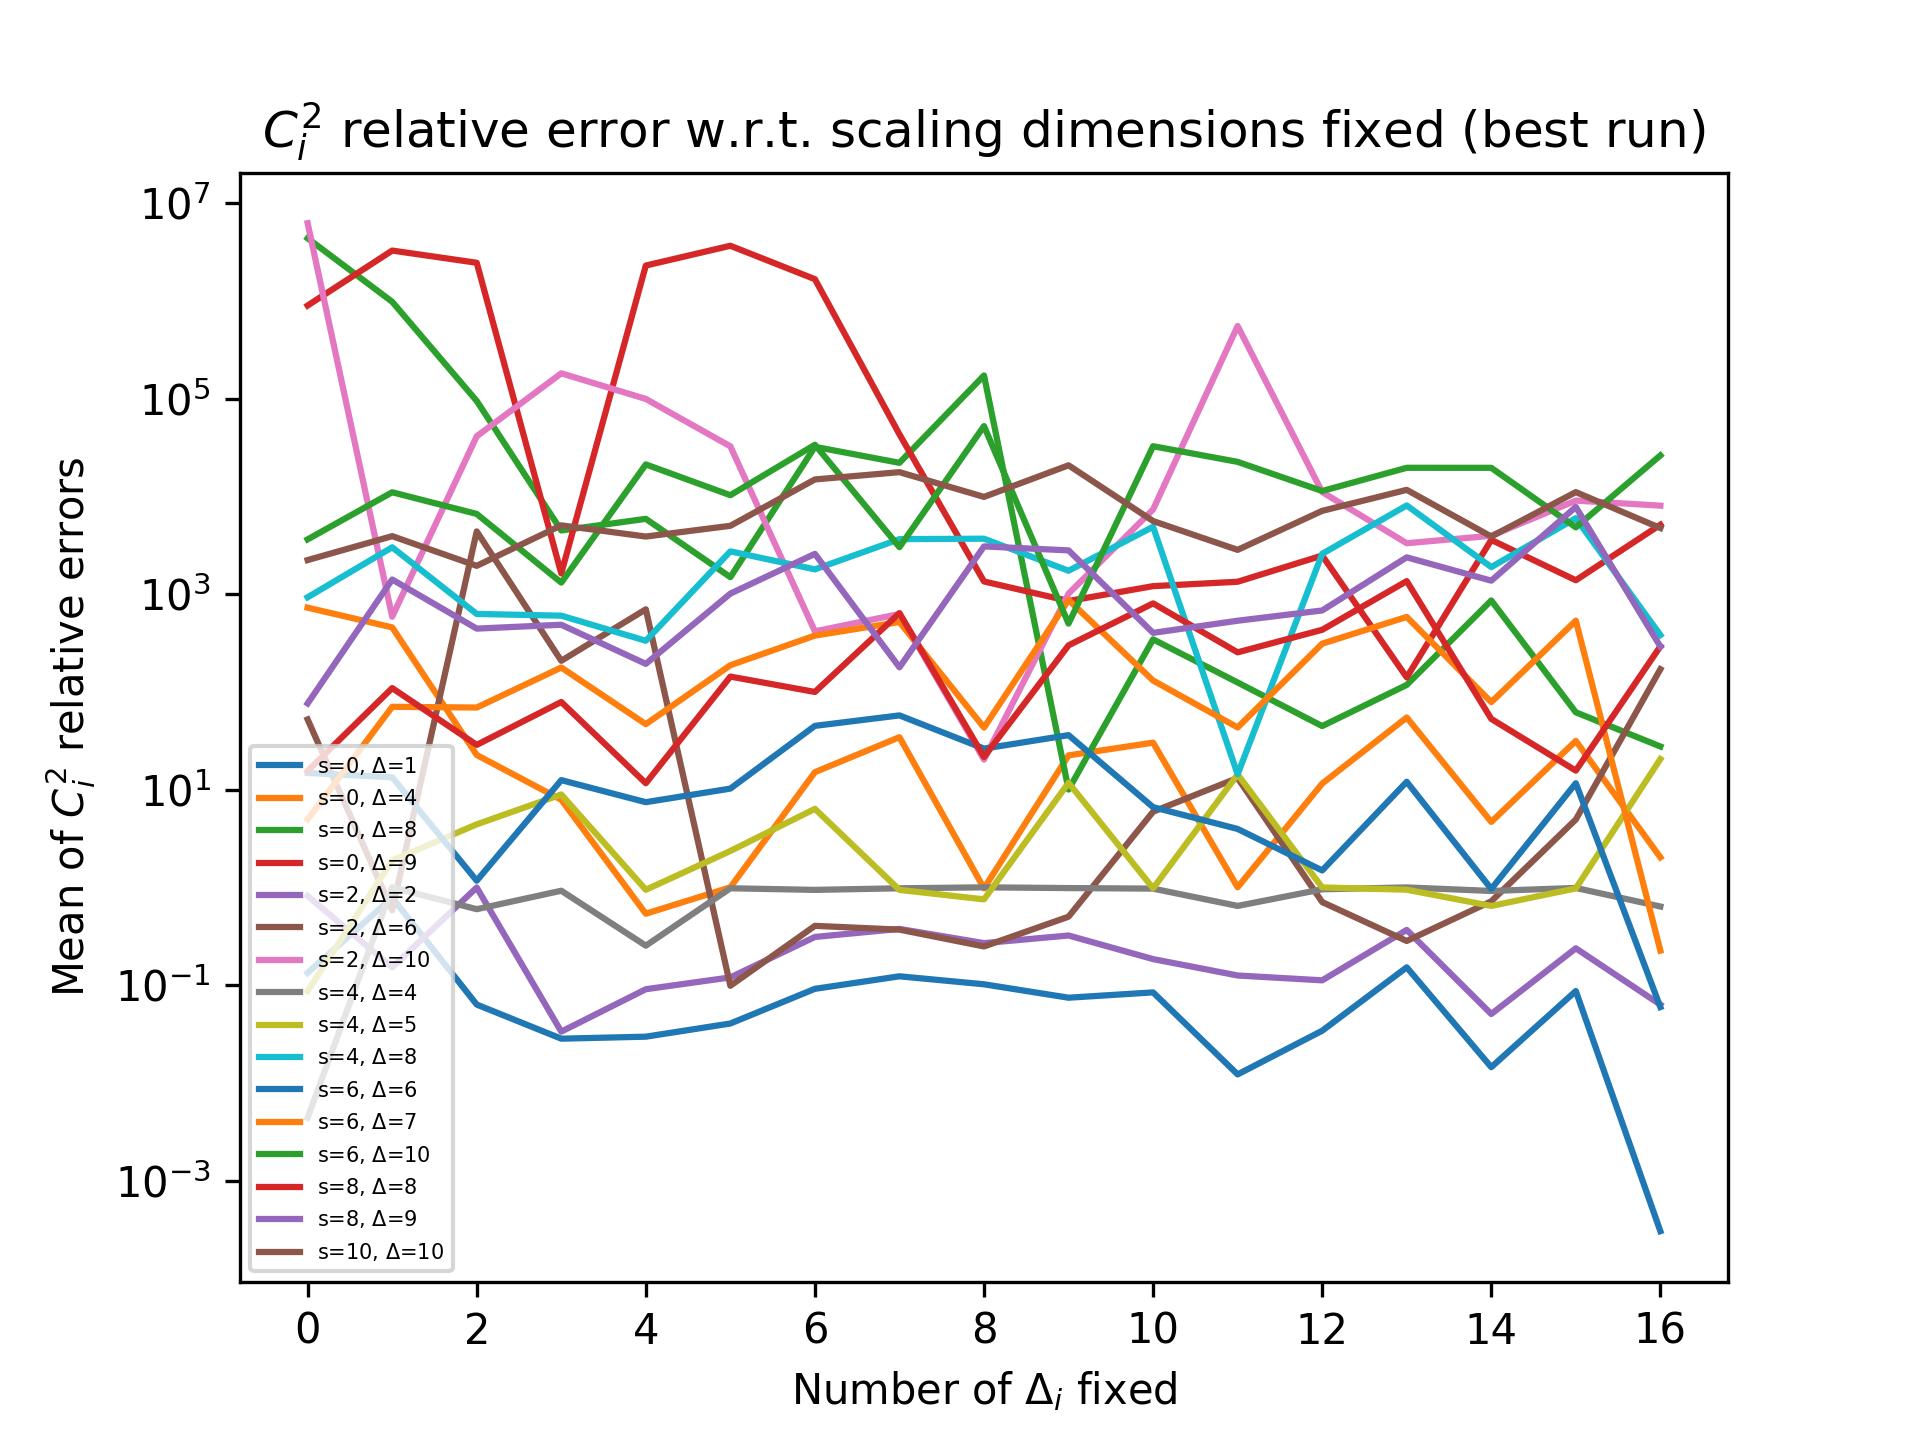 $C_i^2$ relative error w.r.t. scaling dimensions fixed (best run)
Mean of $C_i^2$ relative errors
10^7
10^5
10^3
10^1
10^{-1}
10^{-3}
s=0, Δ=1
s=0, Δ=4
s=0, Δ=8
s=0, Δ=9
s=2, Δ=2
s=2, Δ=6
s=2, Δ=10
s=4, Δ=4
s=4, Δ=5
s=4, Δ=8
s=6, Δ=6
s=6, Δ=7
s=6, Δ=10
s=8, Δ=8
s=8, Δ=9
s=10, Δ=10
0 2 4 6 8 10 12 14 16
Number of $Δ_i$ fixed